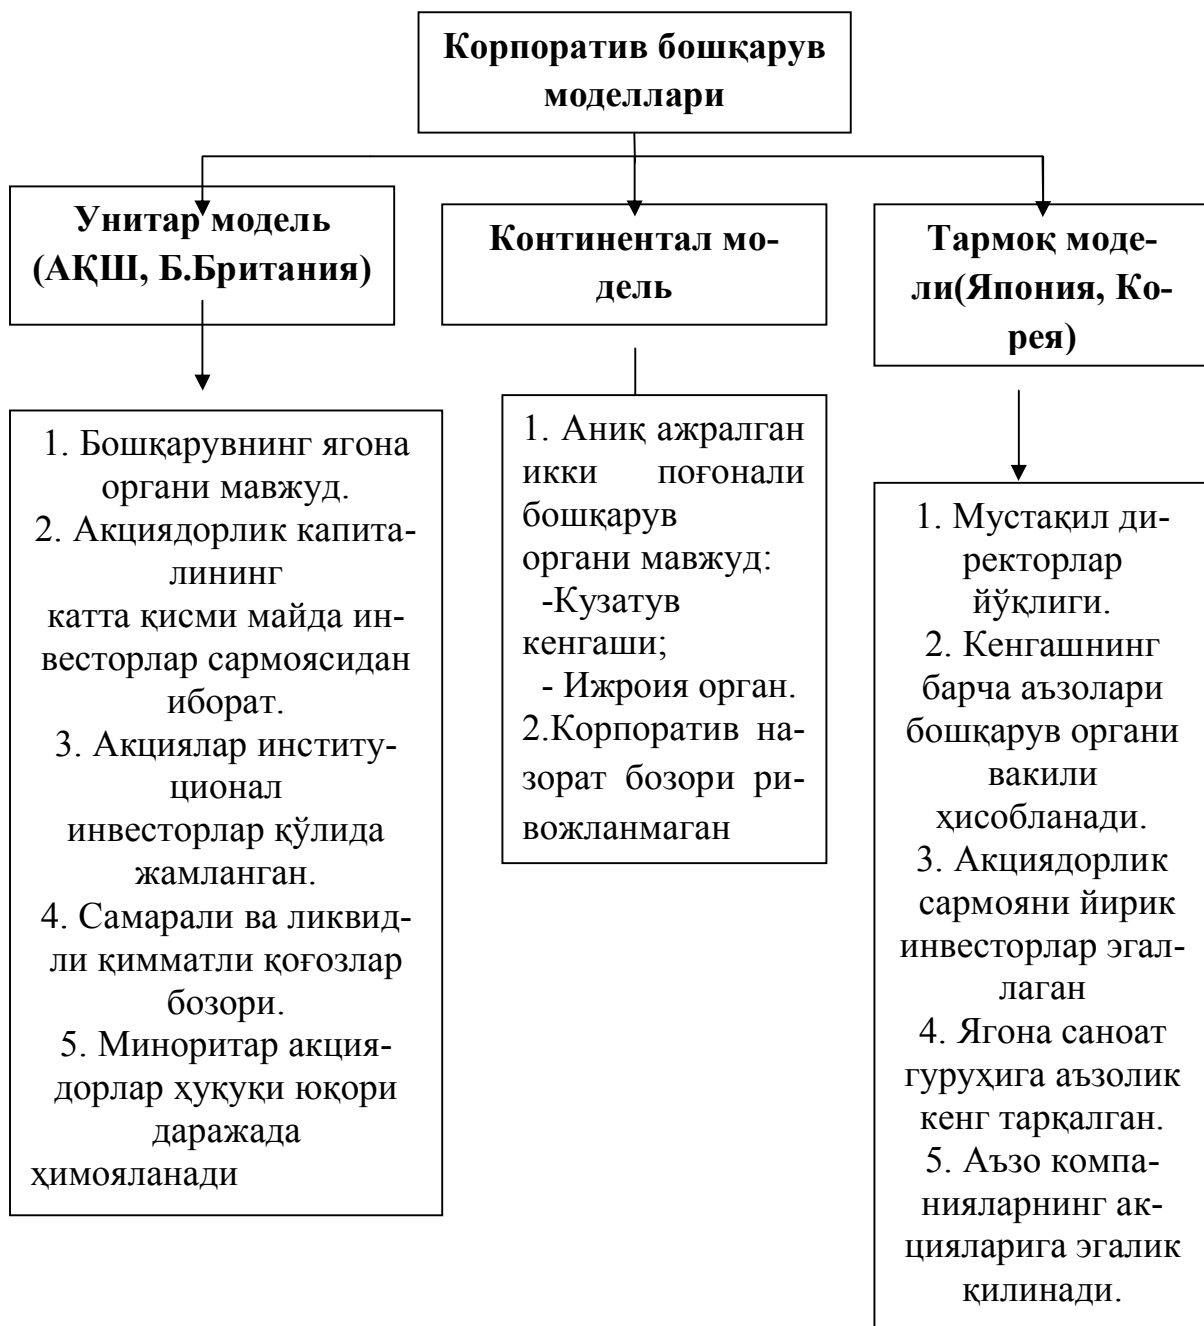 Корпоратив бошқарув
моделлари
Унитар модель
(АҚШ, Б.Британия)
Континентал мо-
дель
Тармоқ моде-
ли(Япония, Ко-
рея)
1. Бошқарувнинг ягона
органи мавжуд.
2. Акциядорлик капита-
лининг
катта қисми майда ин-
весторлар сармоясидан
иборат.
3. Акциялар институ-
ционал
инвесторлар қўлида
жамланган.
4. Самарали ва ликвид-
ли қимматли қоғозлар
бозори.
5. Миноритар акция-
дорлар ҳуқуқи юқори
даражада
ҳимояланади
1. Аниқ ажралган
икки поғонали
бошқарув
органи мавжуд:
-Кузатув
кенгаши;
- Ижроия орган.
2.Корпоратив на-
зорат бозори ри-
вожланмаган
1. Мустақил ди-
ректорлар
йўқлиги.
2. Кенгашнинг
барча аъзолари
бошқарув органи
вакили
ҳисобланади.
3. Акциядорлик
сармояни йирик
инвесторлар эгал-
лаган
4. Ягона саноат
гуруҳига аъзолик
кенг тарқалган.
5. Аъзо компа-
нияларнинг ак-
цияларига эгалик
қилинади.